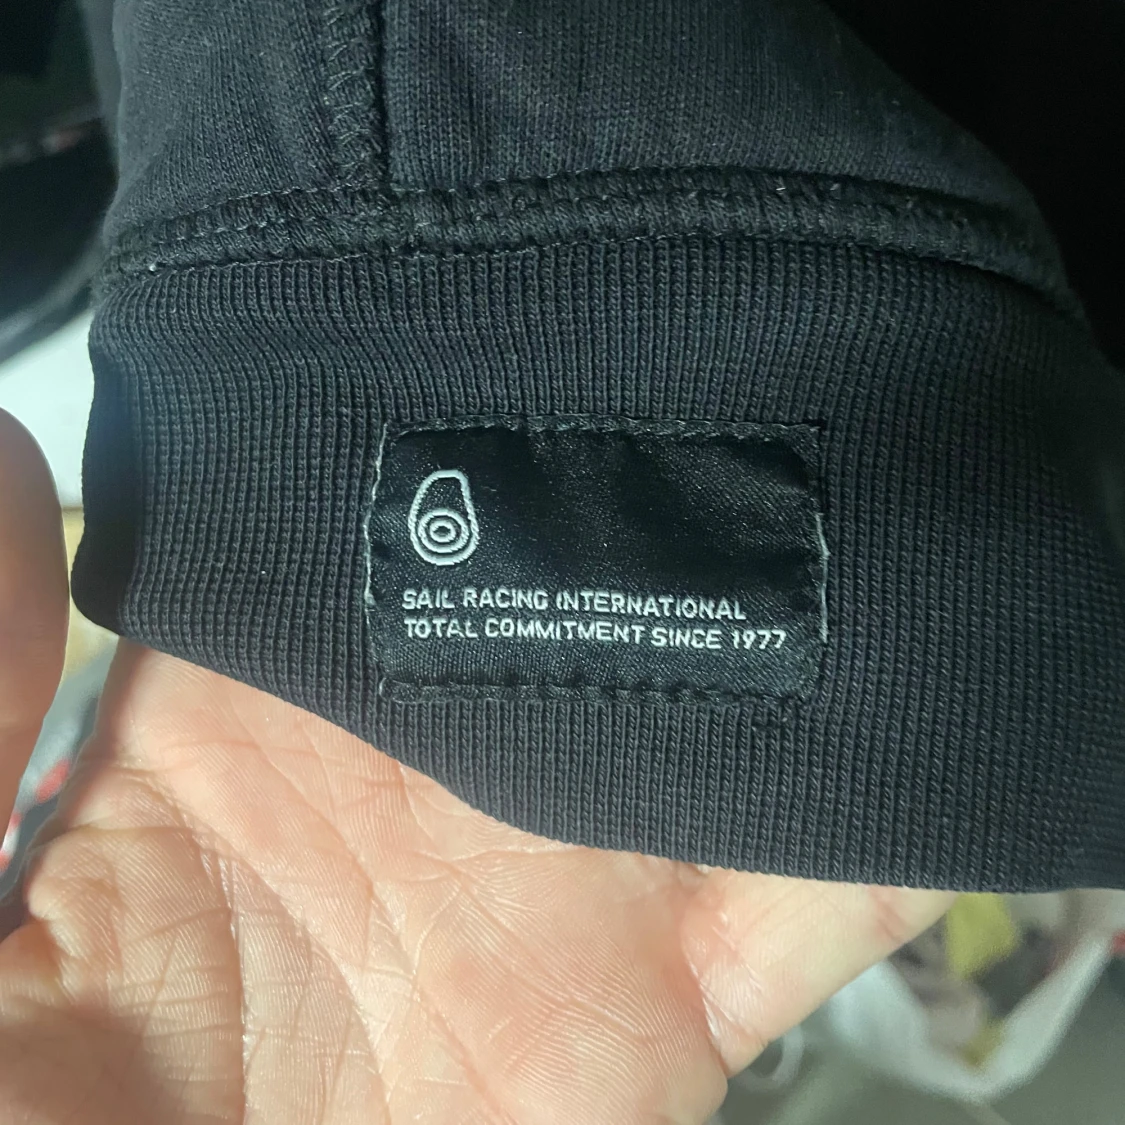 SAIL RACING INTERNATIONAL
TOTAL COMMITMENT SINCE 1977